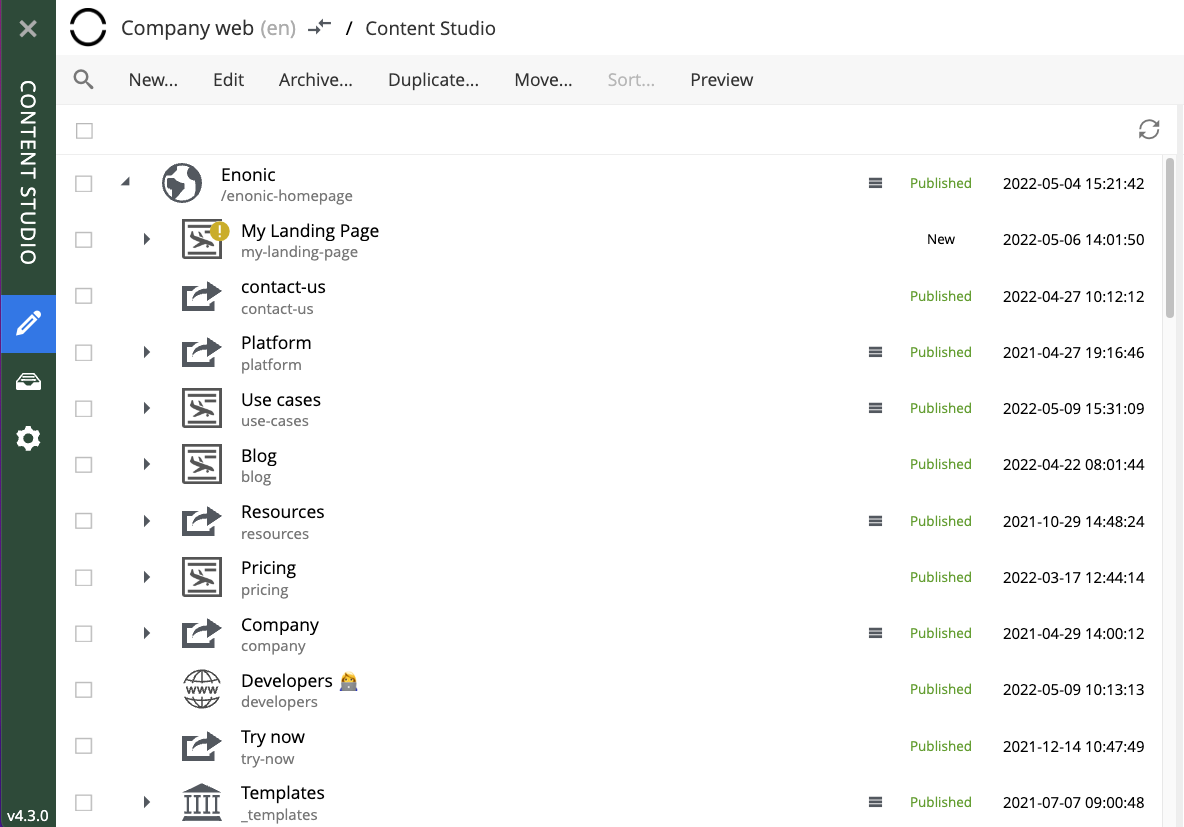 Company web (en) / Content Studio
CONTENT STUDIO
New... Edit Archive... Duplicate... Move... Sort... Preview
Enonic
/enonic-homepage
Published 2022-05-04 15:21:42
My Landing Page
my-landing-page
New 2022-05-06 14:01:50
contact-us
contact-us
Published 2022-04-27 10:12:12
Platform
platform
Published 2021-04-27 19:16:46
Use cases
use-cases
Published 2022-05-09 15:31:09
Blog
blog
Published 2022-04-22 08:01:44
Resources
resources
Published 2021-10-29 14:48:24
Pricing
pricing
Published 2022-03-17 12:44:14
Company
company
Published 2021-04-29 14:00:12
WWW
Developers 👩‍💻
developers
Published 2022-05-09 10:13:13
Try now
try-now
Published 2021-12-14 10:47:49
Templates
_templates
Published 2021-07-07 09:00:48
v4.3.0